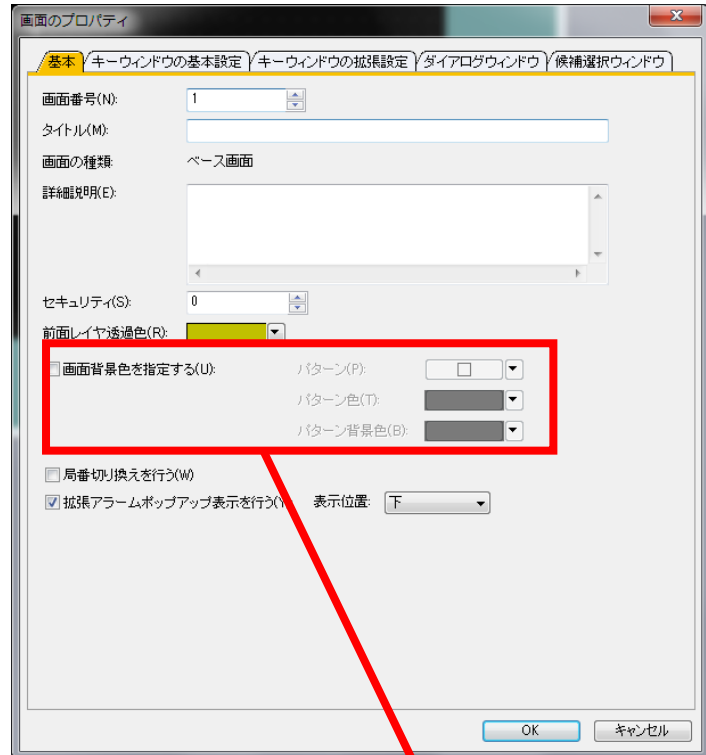 画面のプロパティ
基本 キーウィンドウの基本設定 キーウィンドウの拡張設定 ダイアログウィンドウ 候補選択ウィンドウ
画面番号(N): 1
タイトル(M):
画面の種類: ベース画面
詳細説明(E):
セキュリティ(S): 0
前面レイヤ透過色(R):
画面背景色を指定する(U): パターン(P):
パターン色(T):
パターン背景色(B):
局番切り換えを行う(W)
拡張アラームポップアップ表示を行う( 表示位置: 下
OK キャンセル